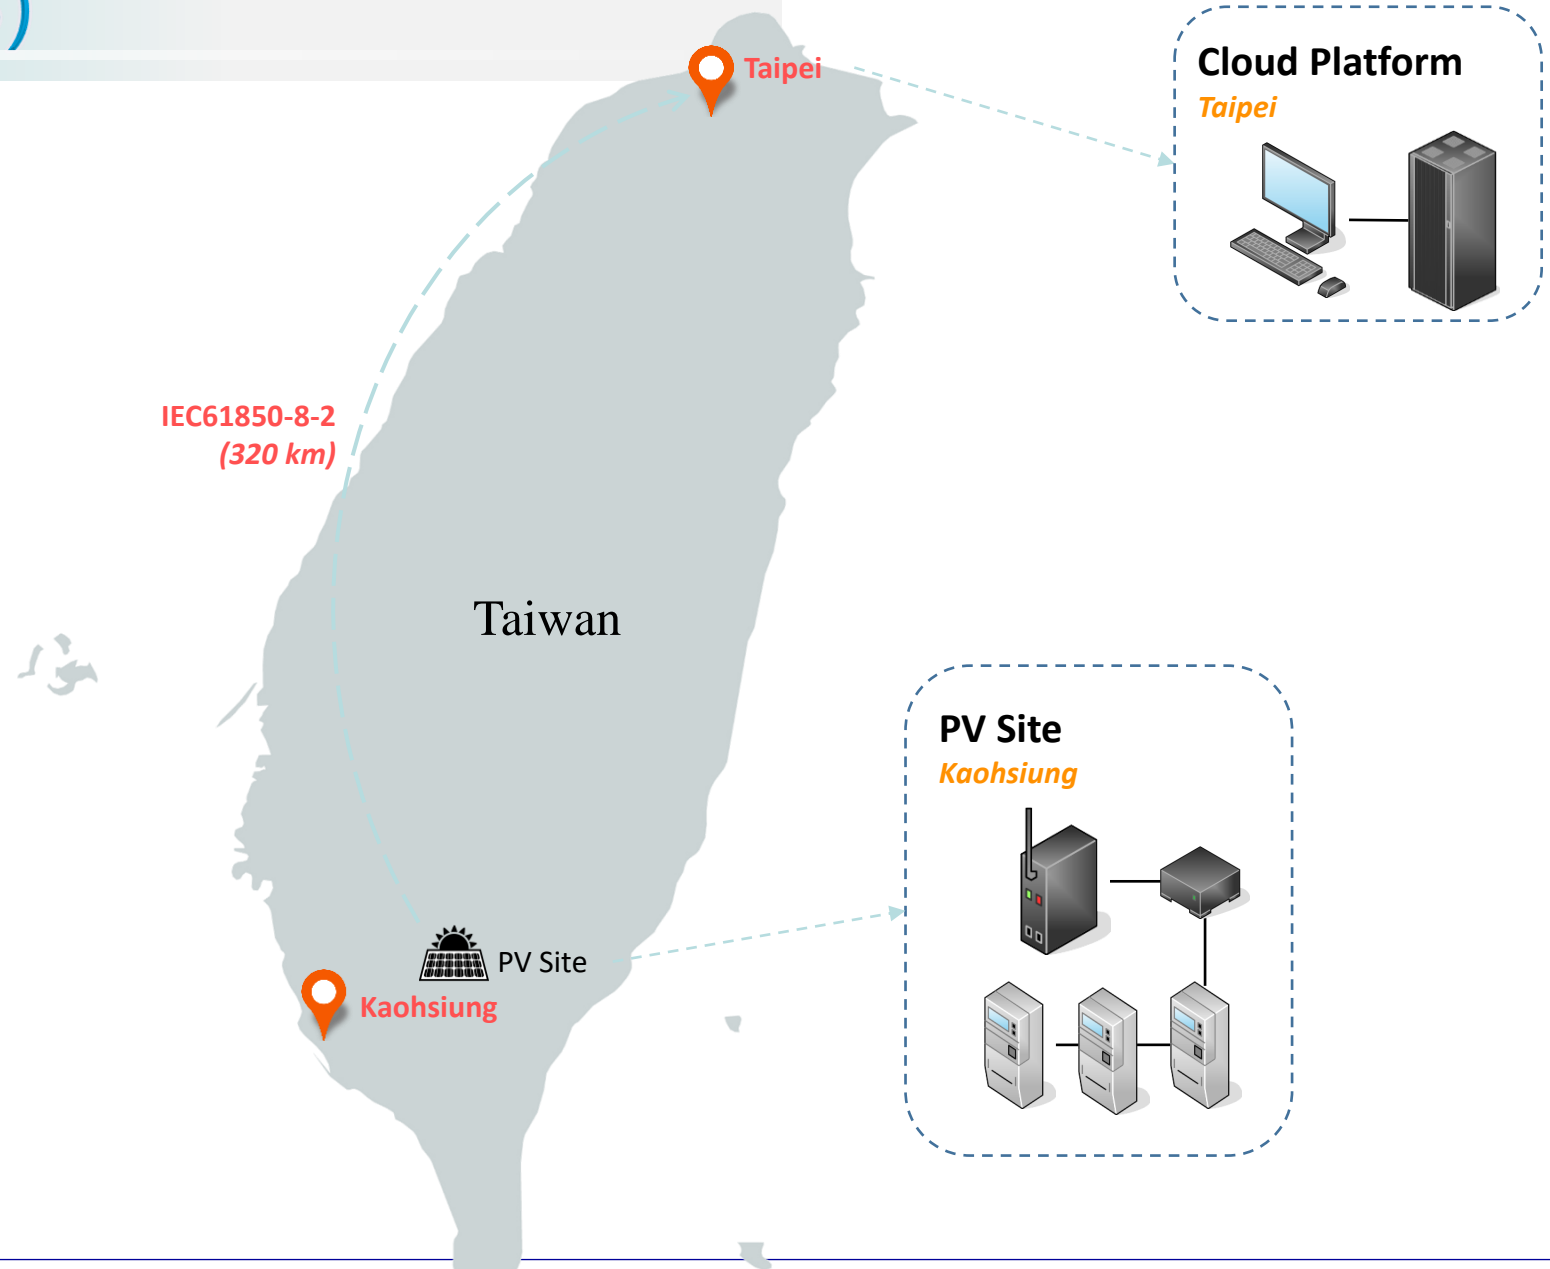 Taipei
Cloud Platform
Taipei
IEC61850-8-2
(320 km)
Taiwan
PV Site
Kaohsiung
PV Site
Kaohsiung